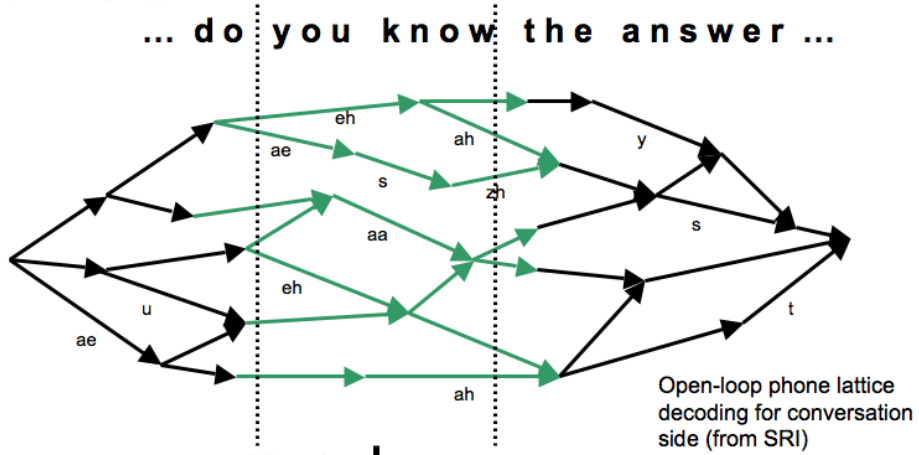 ... do you know the answer ...
eh
y
ae
ah
s
zh
s
aa
eh
u
t
ae
ah
Open-loop phone lattice
decoding for conversation
side (from SRI)